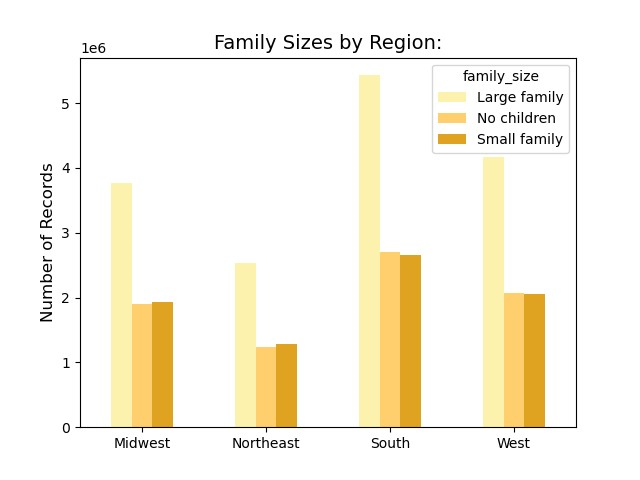 Family Sizes by Region:
1e6
family_size
Large family
No children
Small family
Number of Records
5
4
3
2
1
0
Midwest Northeast South West